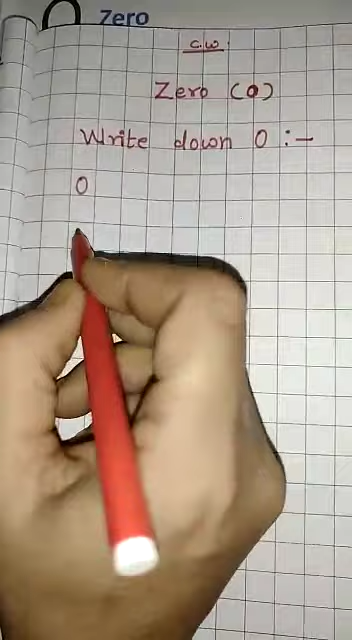 Zero
C.W.
Zero (0)
Write down 0 :-
0